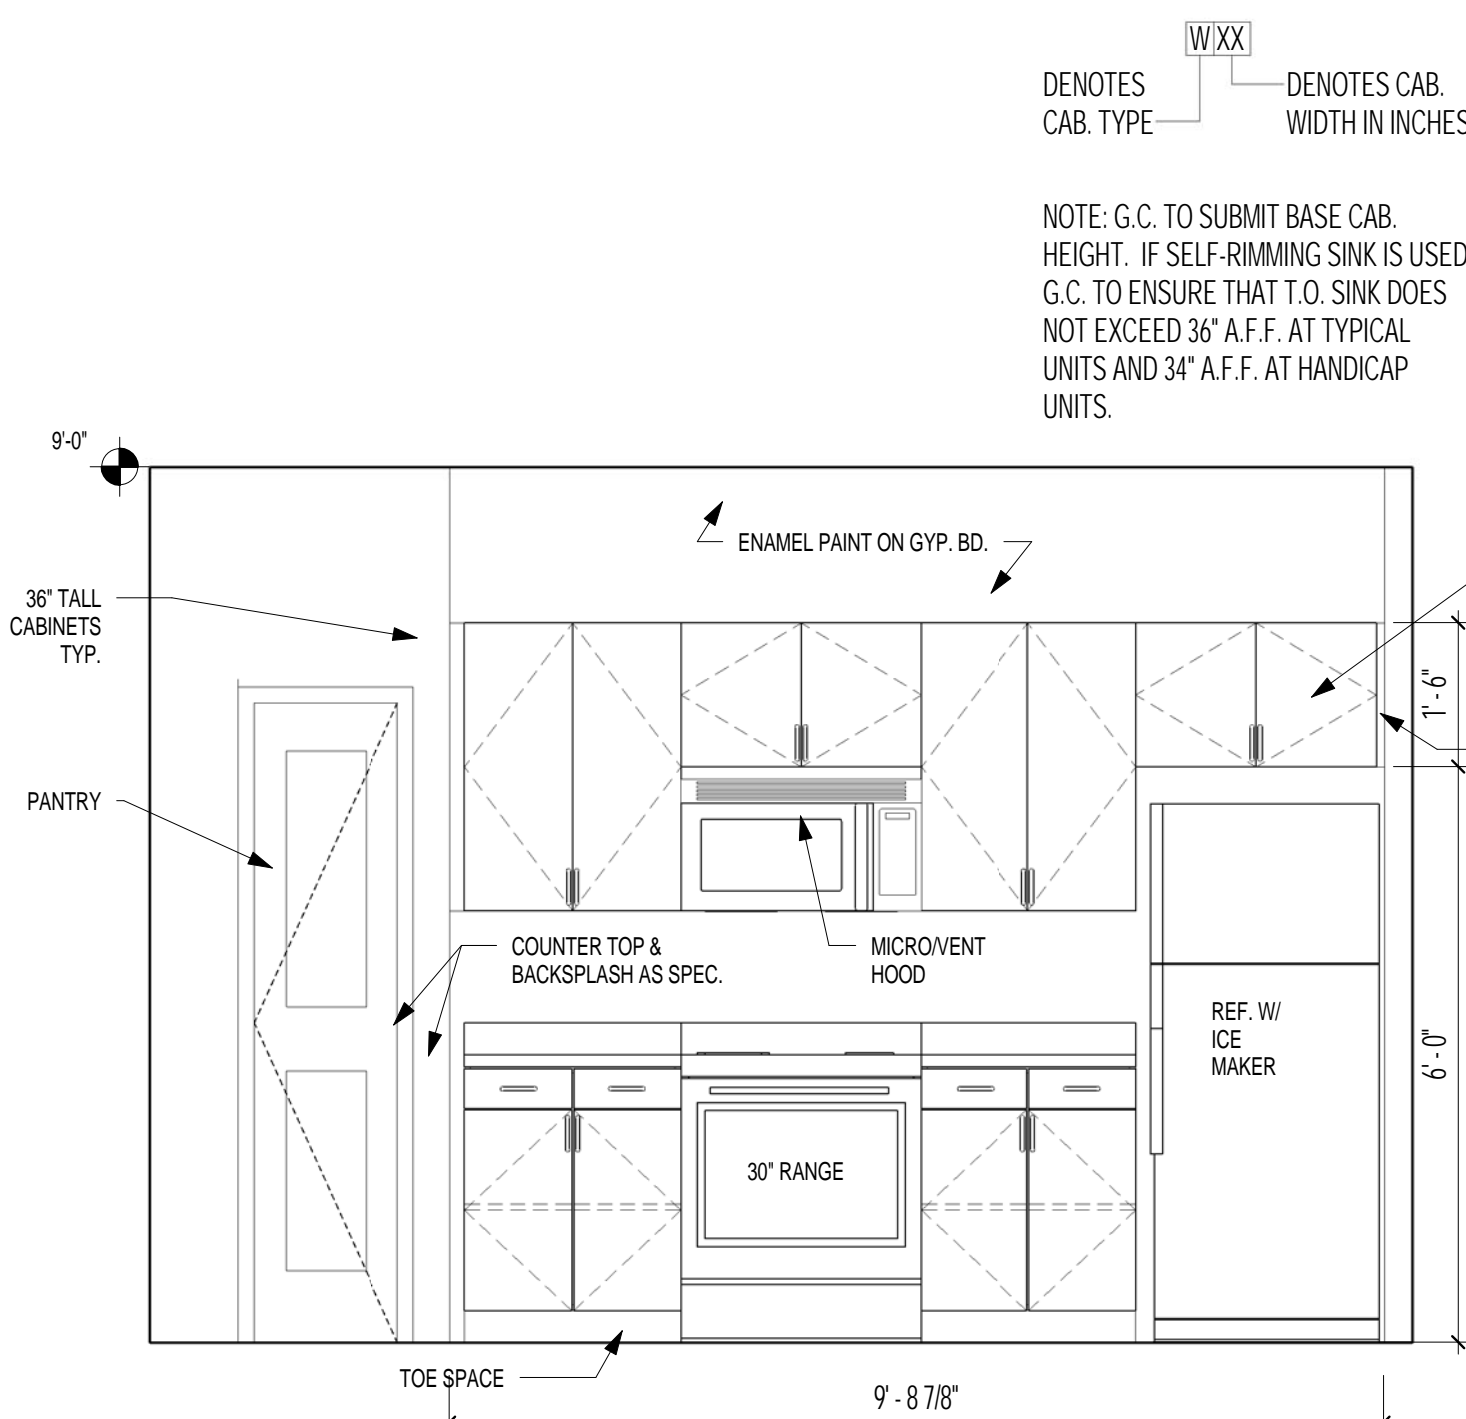 W XX
DENOTES
CAB. TYPE
DENOTES CAB.
WIDTH IN INCHES
NOTE: G.C. TO SUBMIT BASE CAB.
HEIGHT. IF SELF-RIMMING SINK IS USED
G.C. TO ENSURE THAT T.O. SINK DOES
NOT EXCEED 36" A.F.F. AT TYPICAL
UNITS AND 34" A.F.F. AT HANDICAP
UNITS.
9'-0"
ENAMEL PAINT ON GYP. BD.
36" TALL
CABINETS
TYP.
1' - 6"
PANTRY
COUNTER TOP &
BACKSPLASH AS SPEC.
MICRO/VENT
HOOD
REF. W/
ICE
MAKER
6' - 0"
30" RANGE
TOE SPACE
9' - 8 7/8"